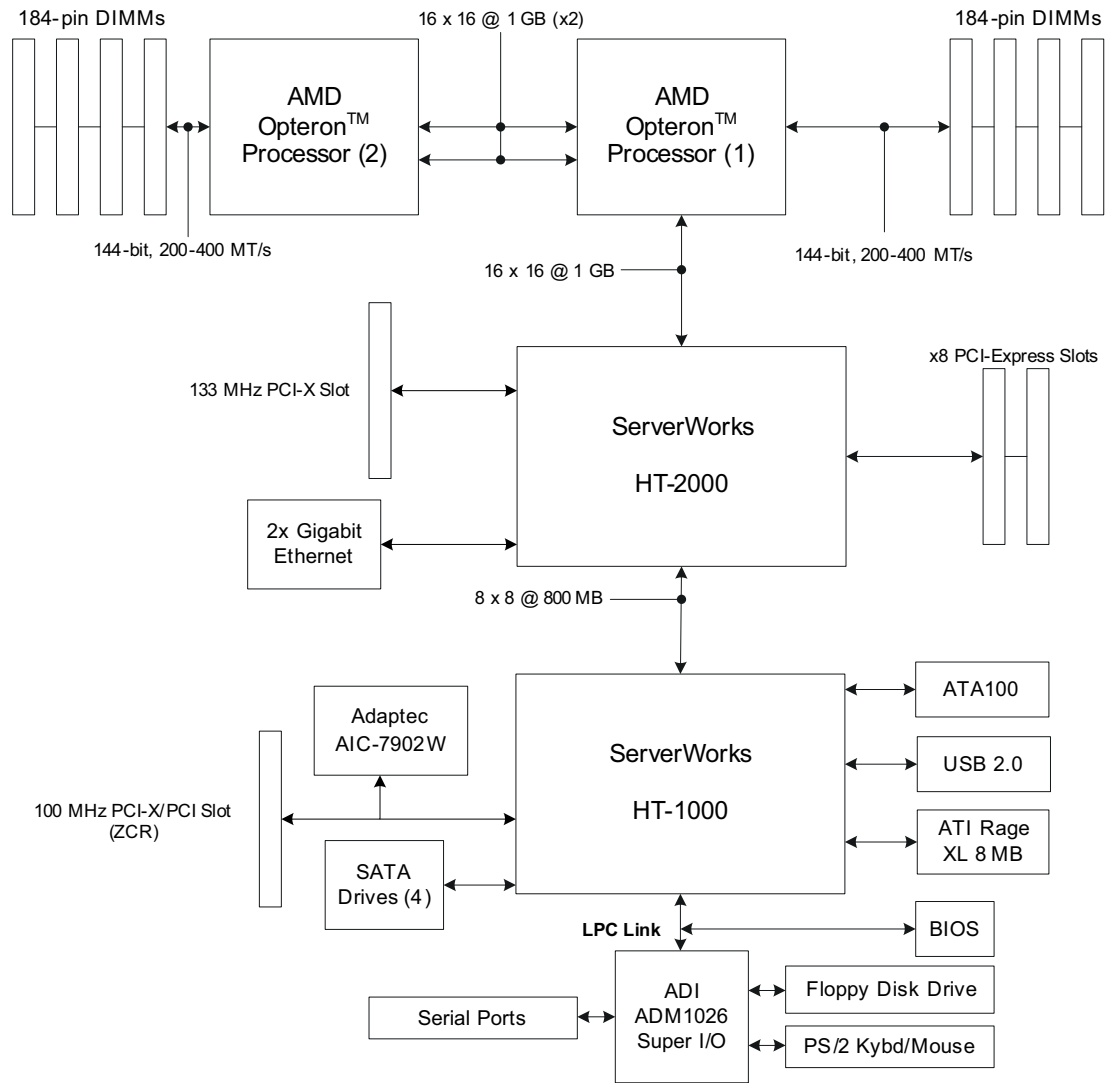 184-pin DIMMs
16 x 16 @ 1 GB (x2)
184-pin DIMMs
AMD
Opteron™
Processor (2)
AMD
Opteron™
Processor (1)
144-bit, 200-400 MT/s
144-bit, 200-400 MT/s
16 x 16 @ 1 GB
x8 PCI-Express Slots
133 MHz PCI-X Slot
ServerWorks
HT-2000
2x Gigabit
Ethernet
8 x 8 @ 800 MB
Adaptec
AIC-7902W
ServerWorks
HT-1000
ATA100
USB 2.0
100 MHz PCI-X/PCI Slot
(ZCR)
ATI Rage
XL 8 MB
SATA
Drives (4)
LPC Link
BIOS
ADI
ADM1026
Super I/O
Floppy Disk Drive
Serial Ports
PS/2 Kybd/Mouse